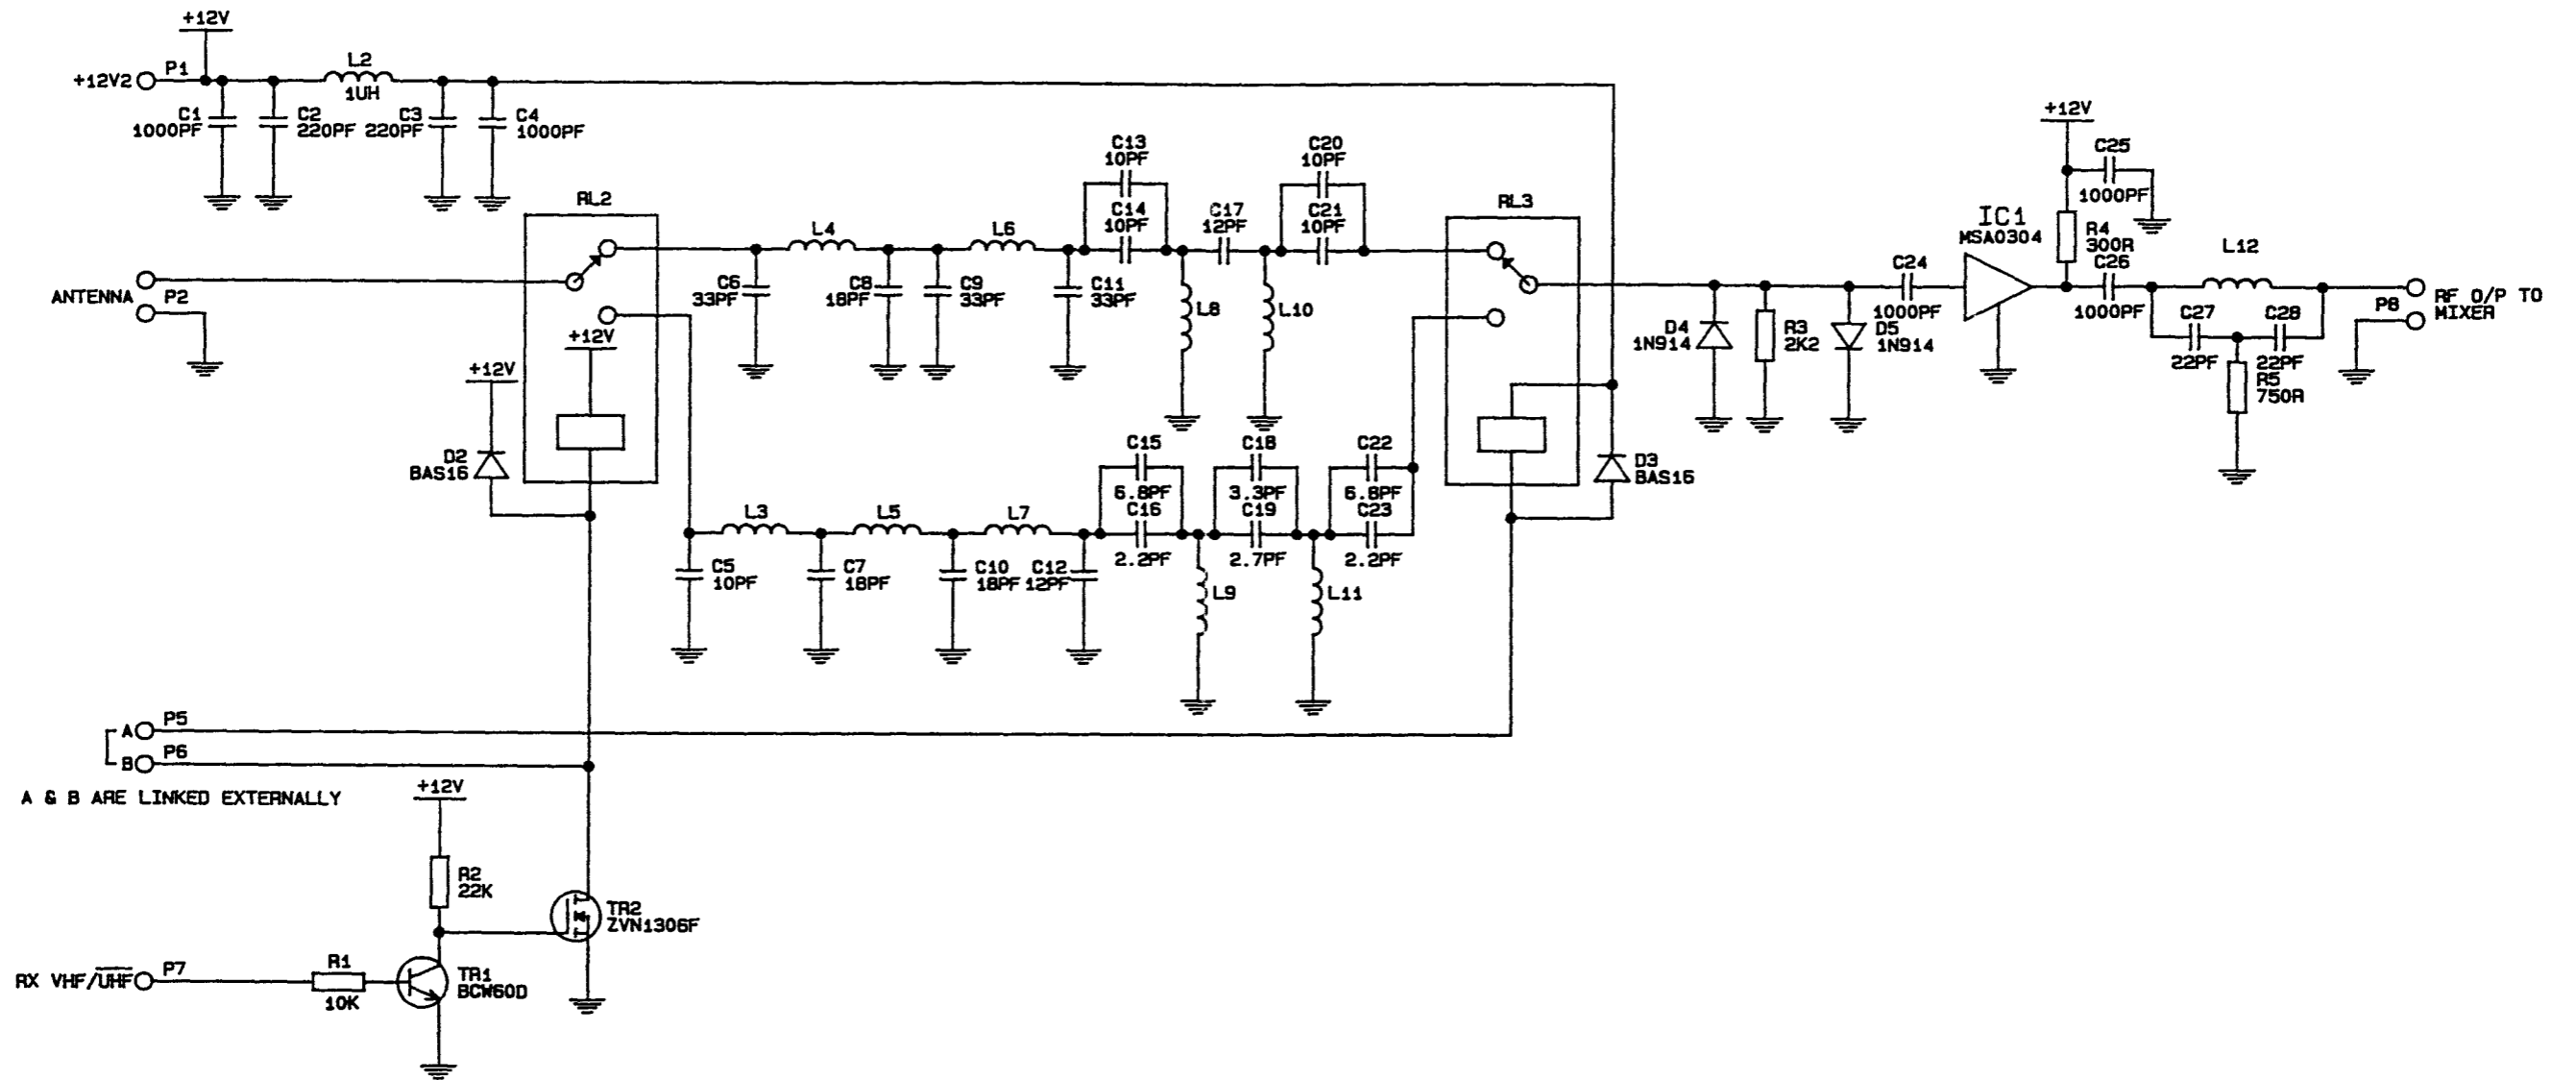 +12V
+12V2
P1
L2
1UH
C1
1000PF
C2
220PF
C3
220PF
C4
1000PF
RL2
ANTENNA
P2
+12V
+12V
D2
BAS16
L4
L6
C6
33PF
C8
18PF
C9
33PF
C11
33PF
C13
10PF
C14
10PF
C17
12PF
C20
10PF
C21
10PF
L8
L10
RL3
D3
BAS16
L3
L5
L7
C5
10PF
C7
18PF
C10
18PF
C12
12PF
C15
6.8PF
C16
2.2PF
C18
3.3PF
C19
2.7PF
C22
6.8PF
C23
2.2PF
L9
L11
D4
1N914
R3
2K2
D5
1N914
C24
1000PF
IC1
MSA0304
+12V
C25
1000PF
R4
300R
C26
1000PF
L12
C27
22PF
C28
22PF
R5
750R
P8
RF O/P TO
MIXER
A
P5
B
P6
A & B ARE LINKED EXTERNALLY
+12V
R2
22K
TR2
ZVN1306F
RX VHF/UHF
P7
R1
10K
TR1
BCW60D